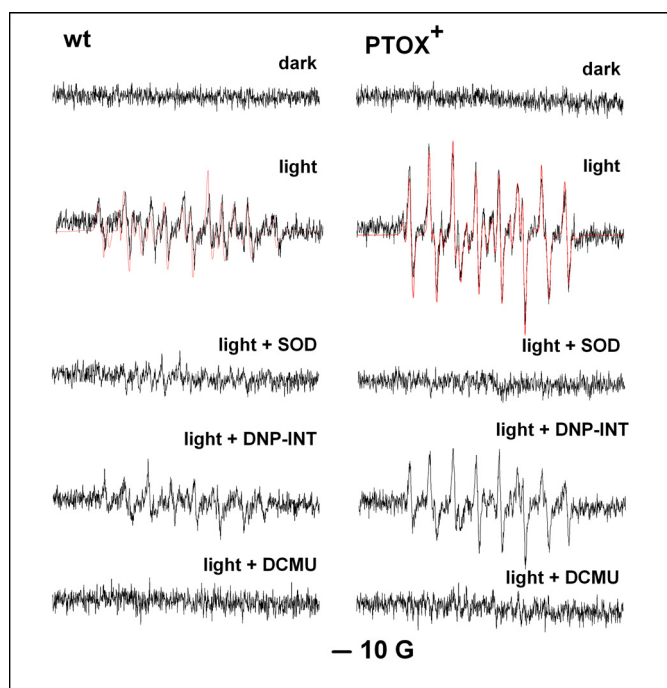 wt PTOX+
dark dark
light light
light + SOD light + SOD
light + DNP-INT light + DNP-INT
light + DCMU light + DCMU
10 G